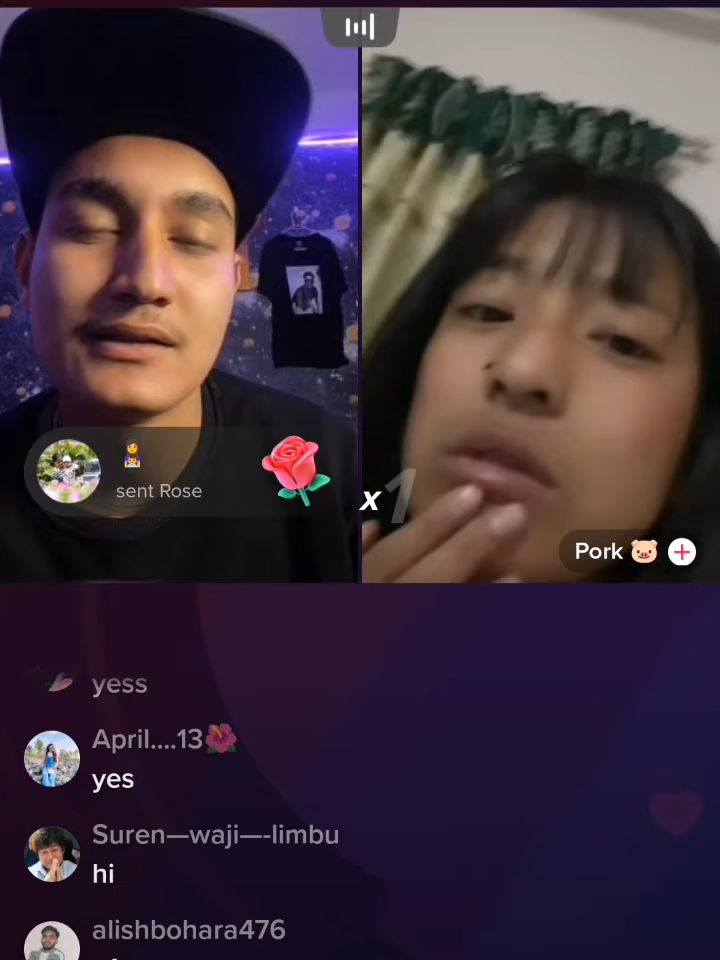 sent Rose
x1
Pork 🐷
yess
April....13🌺
yes
Suren—waji—-limbu
hi
alishbohara476